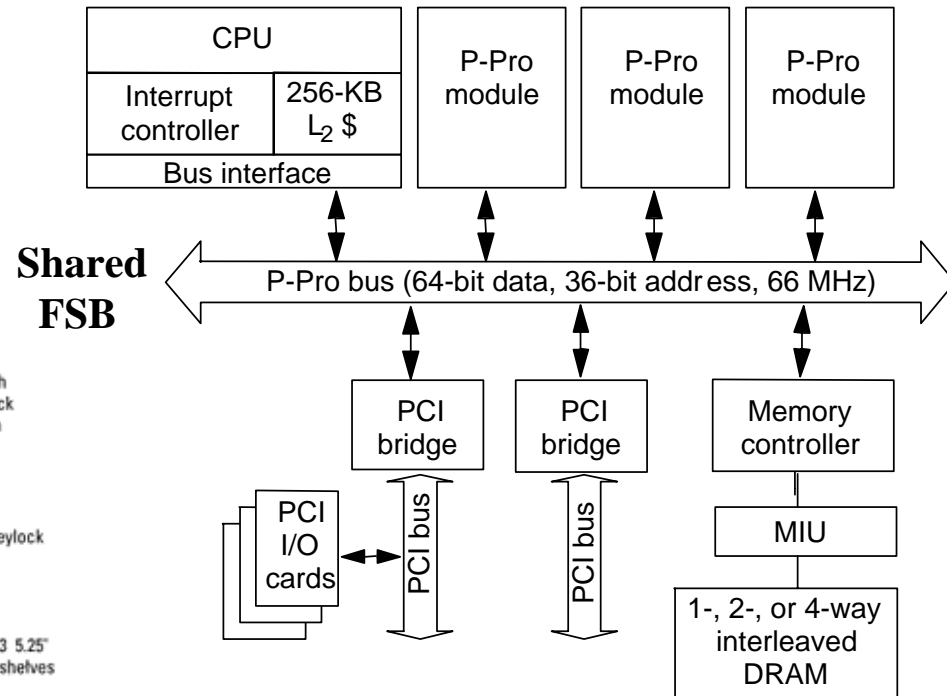 CPU
Interrupt
controller
256-KB
L2 $
Bus interface
P-Pro
module
P-Pro
module
P-Pro
module
Shared
FSB
P-Pro bus (64-bit data, 36-bit address, 66 MHz)
PCI
bridge
PCI
bridge
Memory
controller
PCI
I/O
cards
PCI bus
PCI bus
MIU
1-, 2-, or 4-way
interleaved
DRAM
3 5.25"
shelves